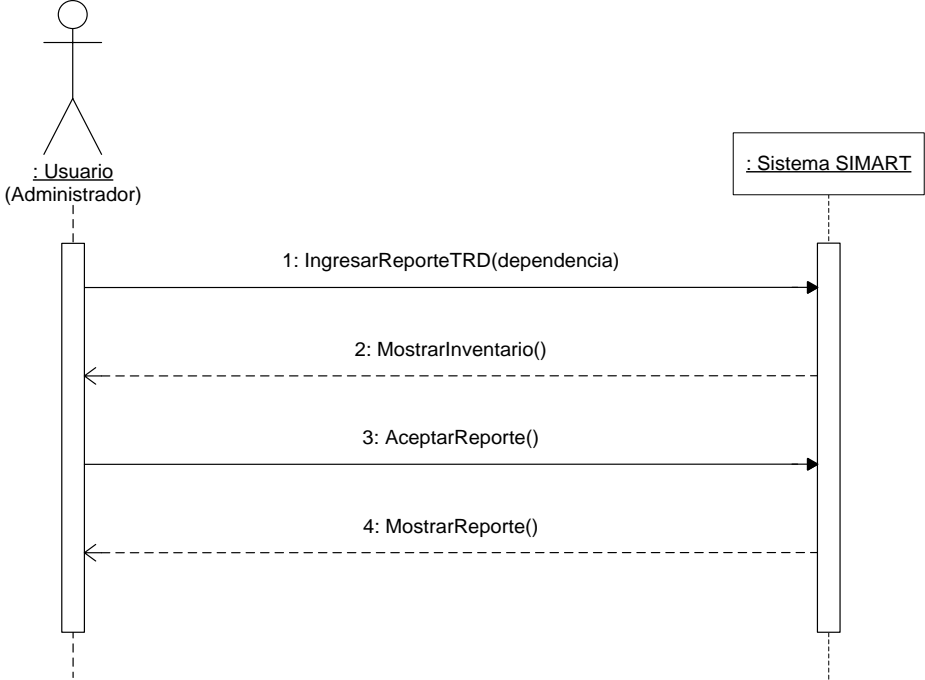 : Usuario
(Administrador)
: Sistema SIMART
1: IngresarReporteTRD(dependencia)
2: MostrarInventario()
3: AceptarReporte()
4: MostrarReporte()